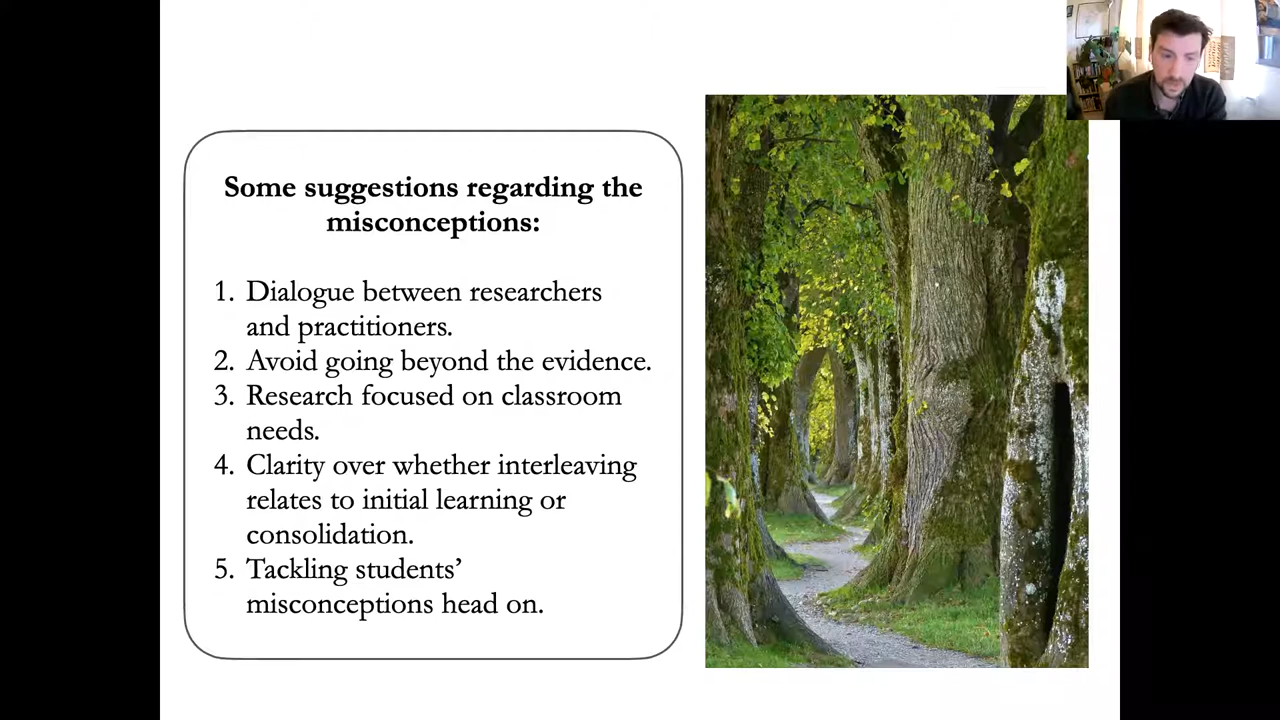 Some suggestions regarding the
misconceptions:
1. Dialogue between researchers
and practitioners.
2. Avoid going beyond the evidence.
3. Research focused on classroom
needs.
4. Clarity over whether interleaving
relates to initial learning or
consolidation.
5. Tackling students’
misconceptions head on.